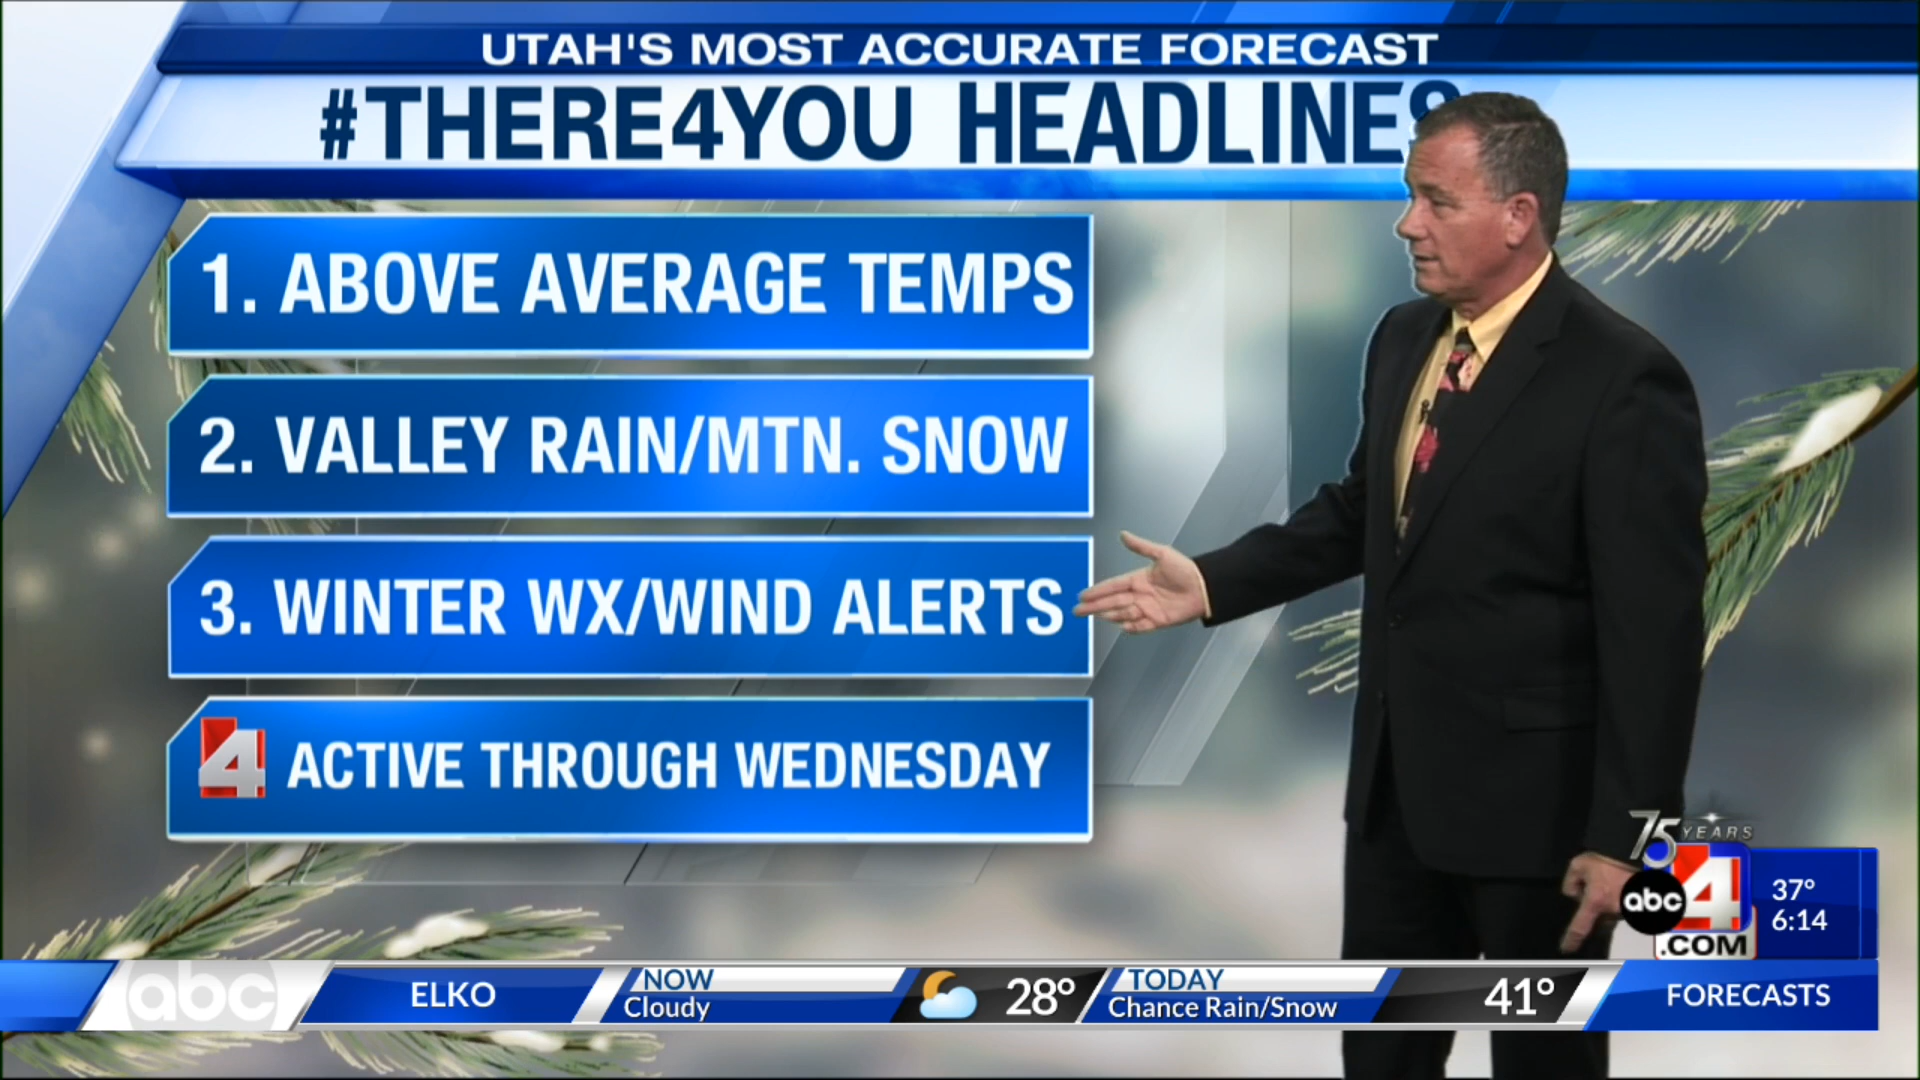 UTAH'S MOST ACCURATE FORECAST
#THERE4YOU HEADLINES
1. ABOVE AVERAGE TEMPS
2. VALLEY RAIN/MTN. SNOW
3. WINTER WX/WIND ALERTS
4 ACTIVE THROUGH WEDNESDAY
75 YEARS
abc 4
.COM
37°
6:14
abc
ELKO
NOW
Cloudy
28°
TODAY
Chance Rain/Snow
41°
FORECASTS